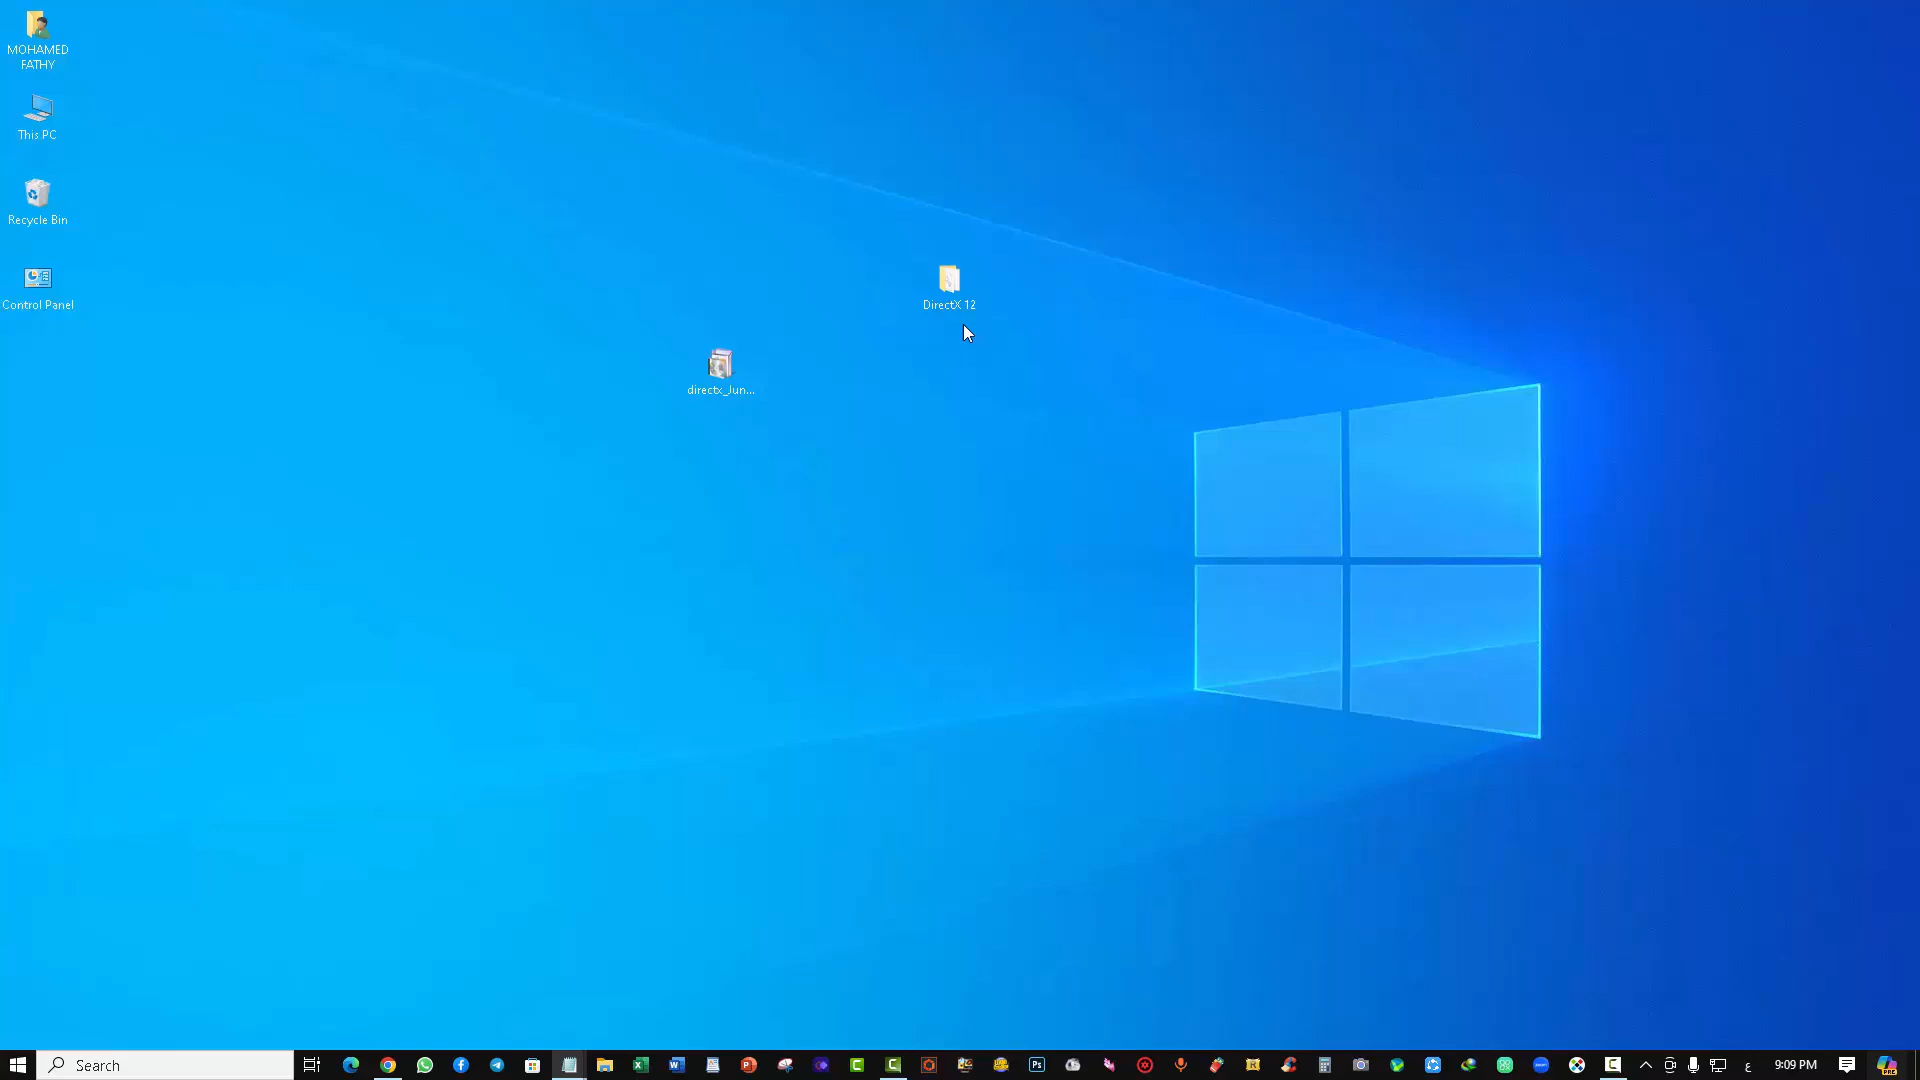 MOHAMED
FATHY
This PC
Recycle Bin
Control Panel
DirectX 12
directx_Jun...
Search
ع
9:09 PM